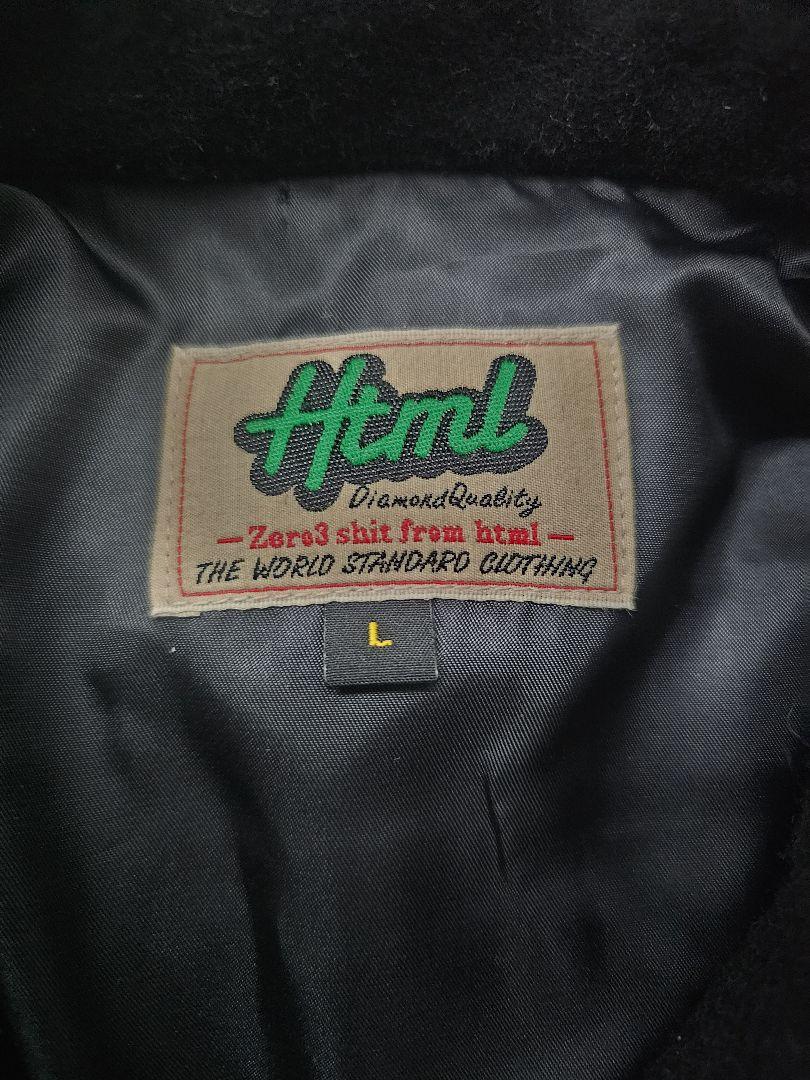 Html
DiamondQuality
— Zero3 shit from html —
THE WORLD STANDARD CLOTHING
L